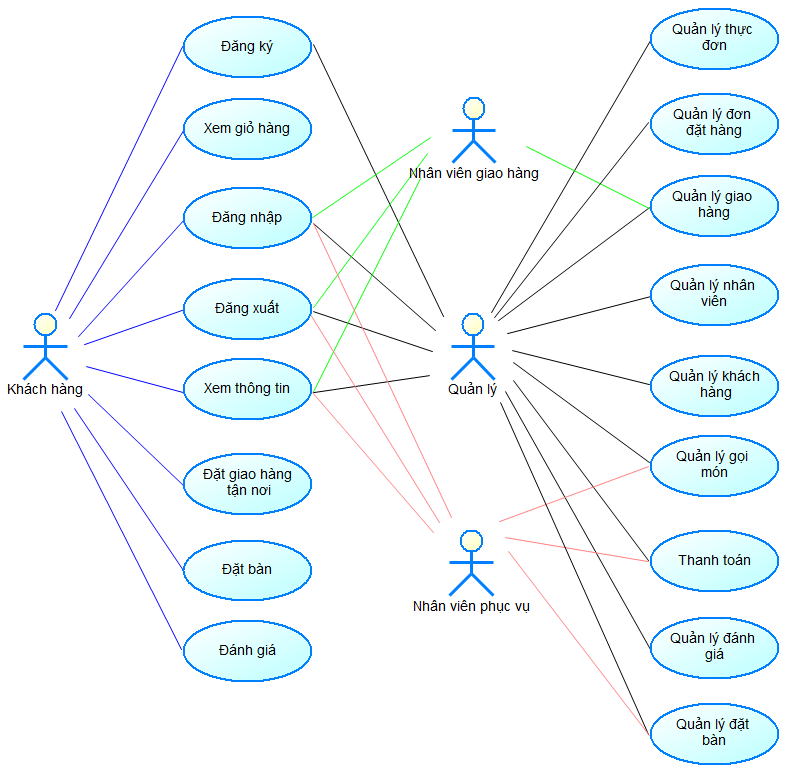 Đăng ký
Xem giỏ hàng
Đăng nhập
Đăng xuất
Xem thông tin
Đặt giao hàng
tận nơi
Đặt bàn
Đánh giá
Khách hàng
Nhân viên giao hàng
Quản lý
Nhân viên phục vụ
Quản lý thực
đơn
Quản lý đơn
đặt hàng
Quản lý giao
hàng
Quản lý nhân
viên
Quản lý khách
hàng
Quản lý gọi
món
Thanh toán
Quản lý đánh
giá
Quản lý đặt
bàn